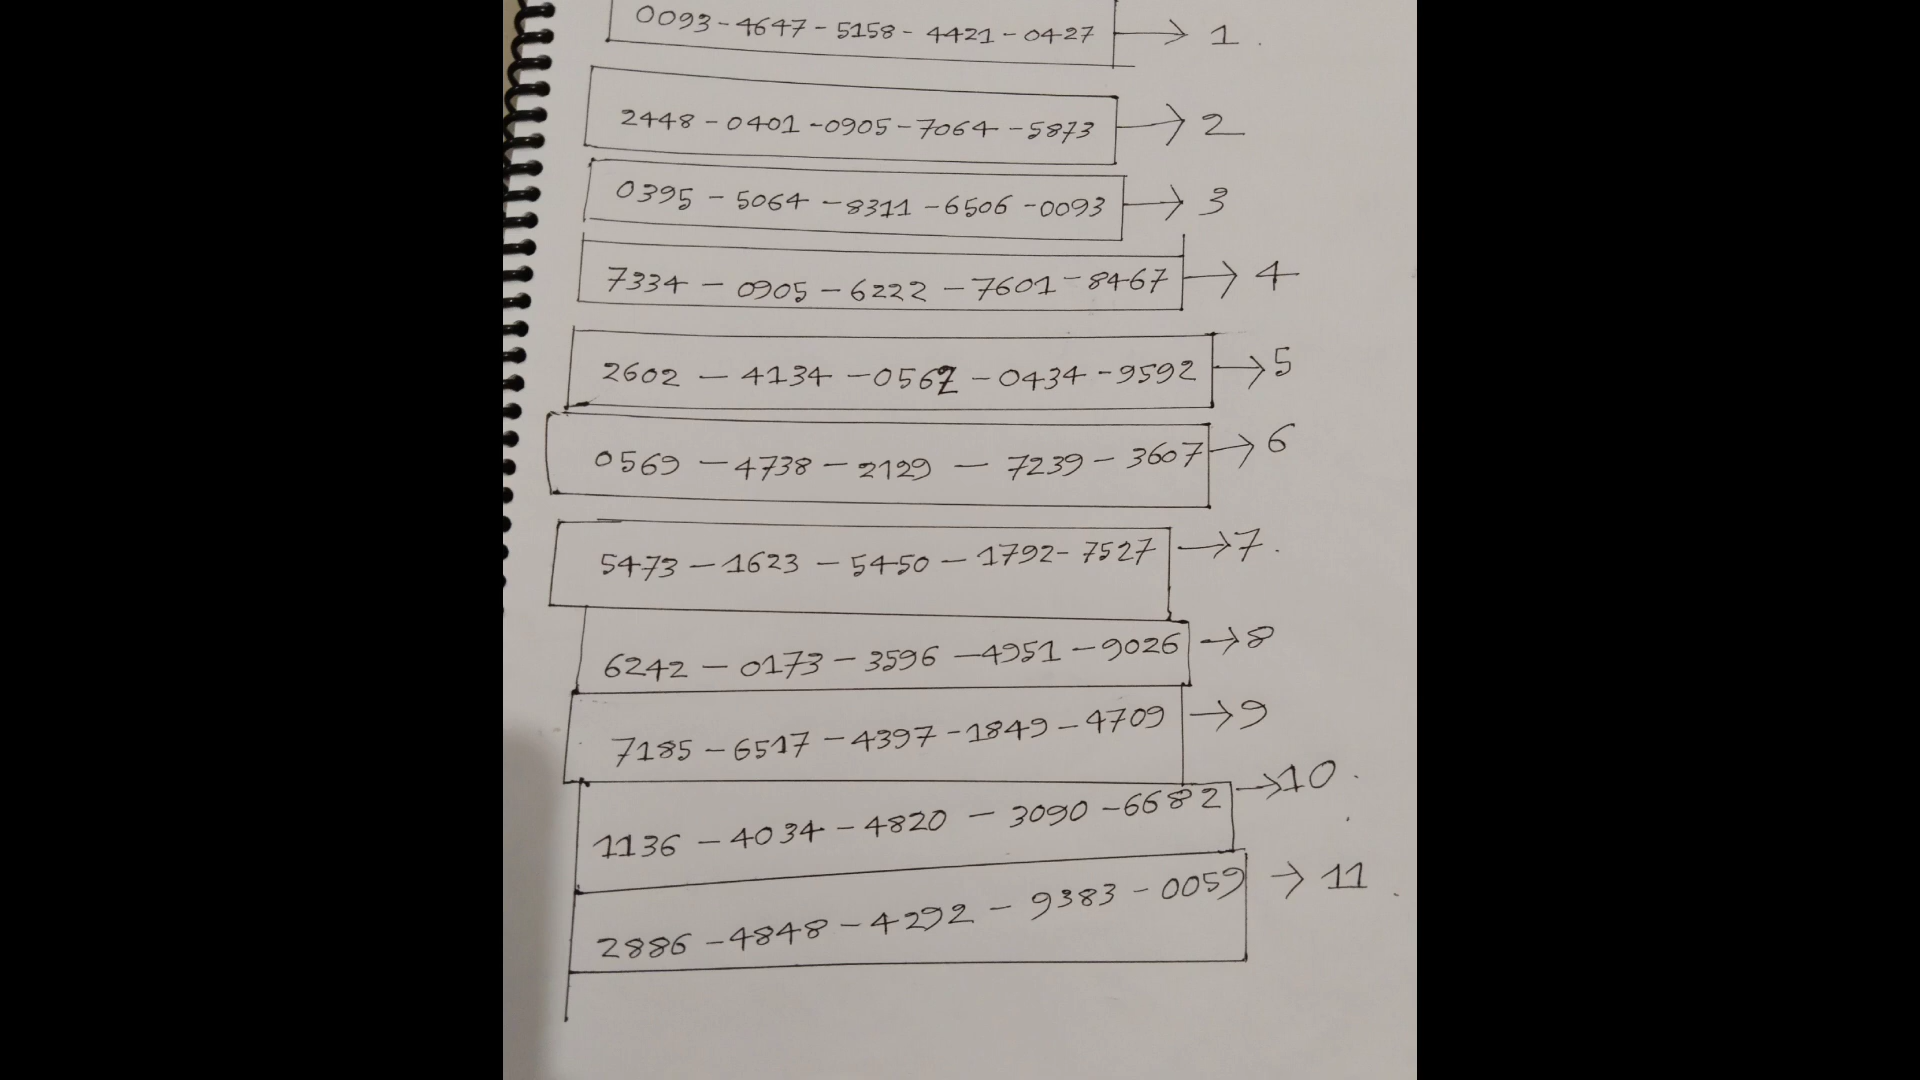 0093-4647-5158-4421-0427 → 1.
2448-0401-0905-7064-5873 → 2
0395-5064-8311-6506-0093 → 3
7334-0905-6222-7601-8467 → 4
2602-4134-0567-0434-9592 → 5
0569-4738-2129-7239-3607 → 6
5473-1623-5450-1792-7527 → 7.
6242-0173-3596-4951-9026 → 8
7185-6517-4397-1849-4709 → 9
1136-4034-4820-3090-6682 → 10.
2886-4848-4292-9383-0059 → 11.